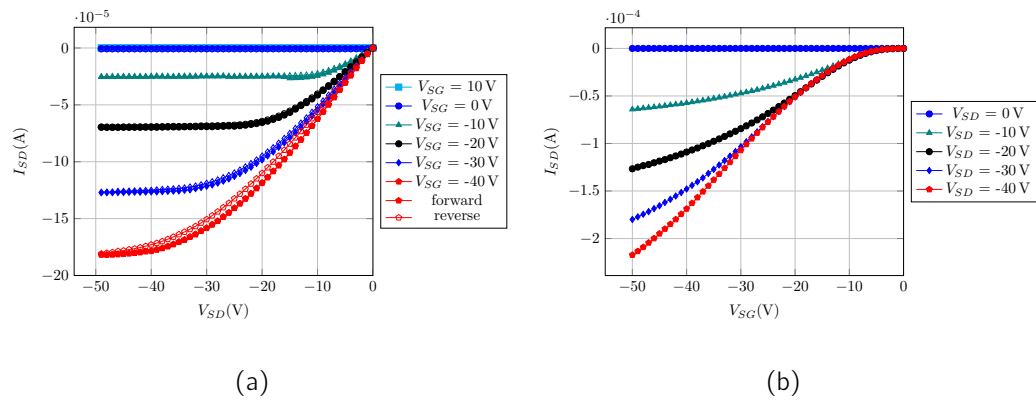 ·10⁻⁵
0
−5
−10
−15
−20
−50
−40
−30
−20
−10
0
V_SD(V)
I_SD(A)
V_SG = 10 V
V_SG = 0 V
V_SG = -10 V
V_SG = -20 V
V_SG = -30 V
V_SG = -40 V
forward
reverse
(a)
·10⁻⁴
0
−0.5
−1
−1.5
−2
−50
−40
−30
−20
−10
0
V_SG(V)
I_SD(A)
V_SD = 0 V
V_SD = -10 V
V_SD = -20 V
V_SD = -30 V
V_SD = -40 V
(b)